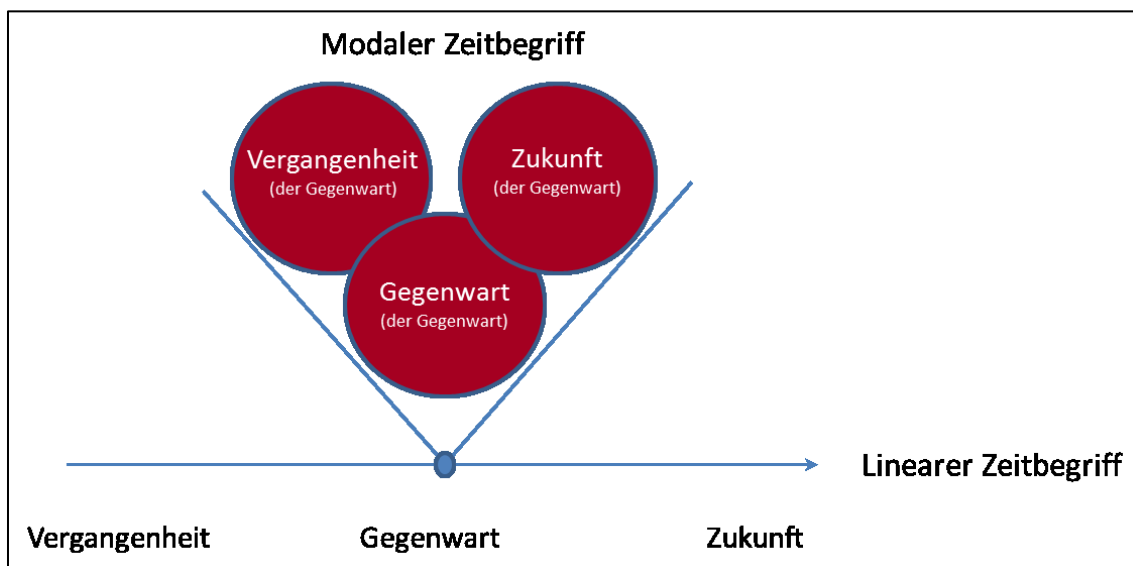 Modaler Zeitbegriff
Vergangenheit
(der Gegenwart)
Zukunft
(der Gegenwart)
Gegenwart
(der Gegenwart)
Linearer Zeitbegriff
Vergangenheit
Gegenwart
Zukunft